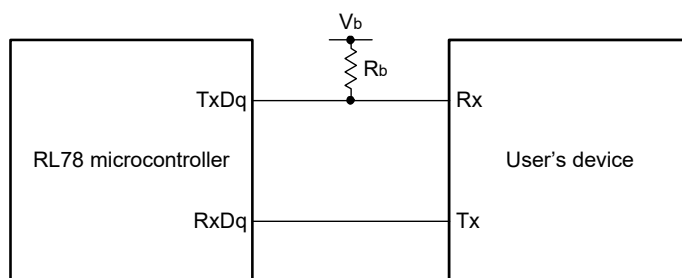 Vb
Rb
TxDq
Rx
RL78 microcontroller
User’s device
RxDq
Tx